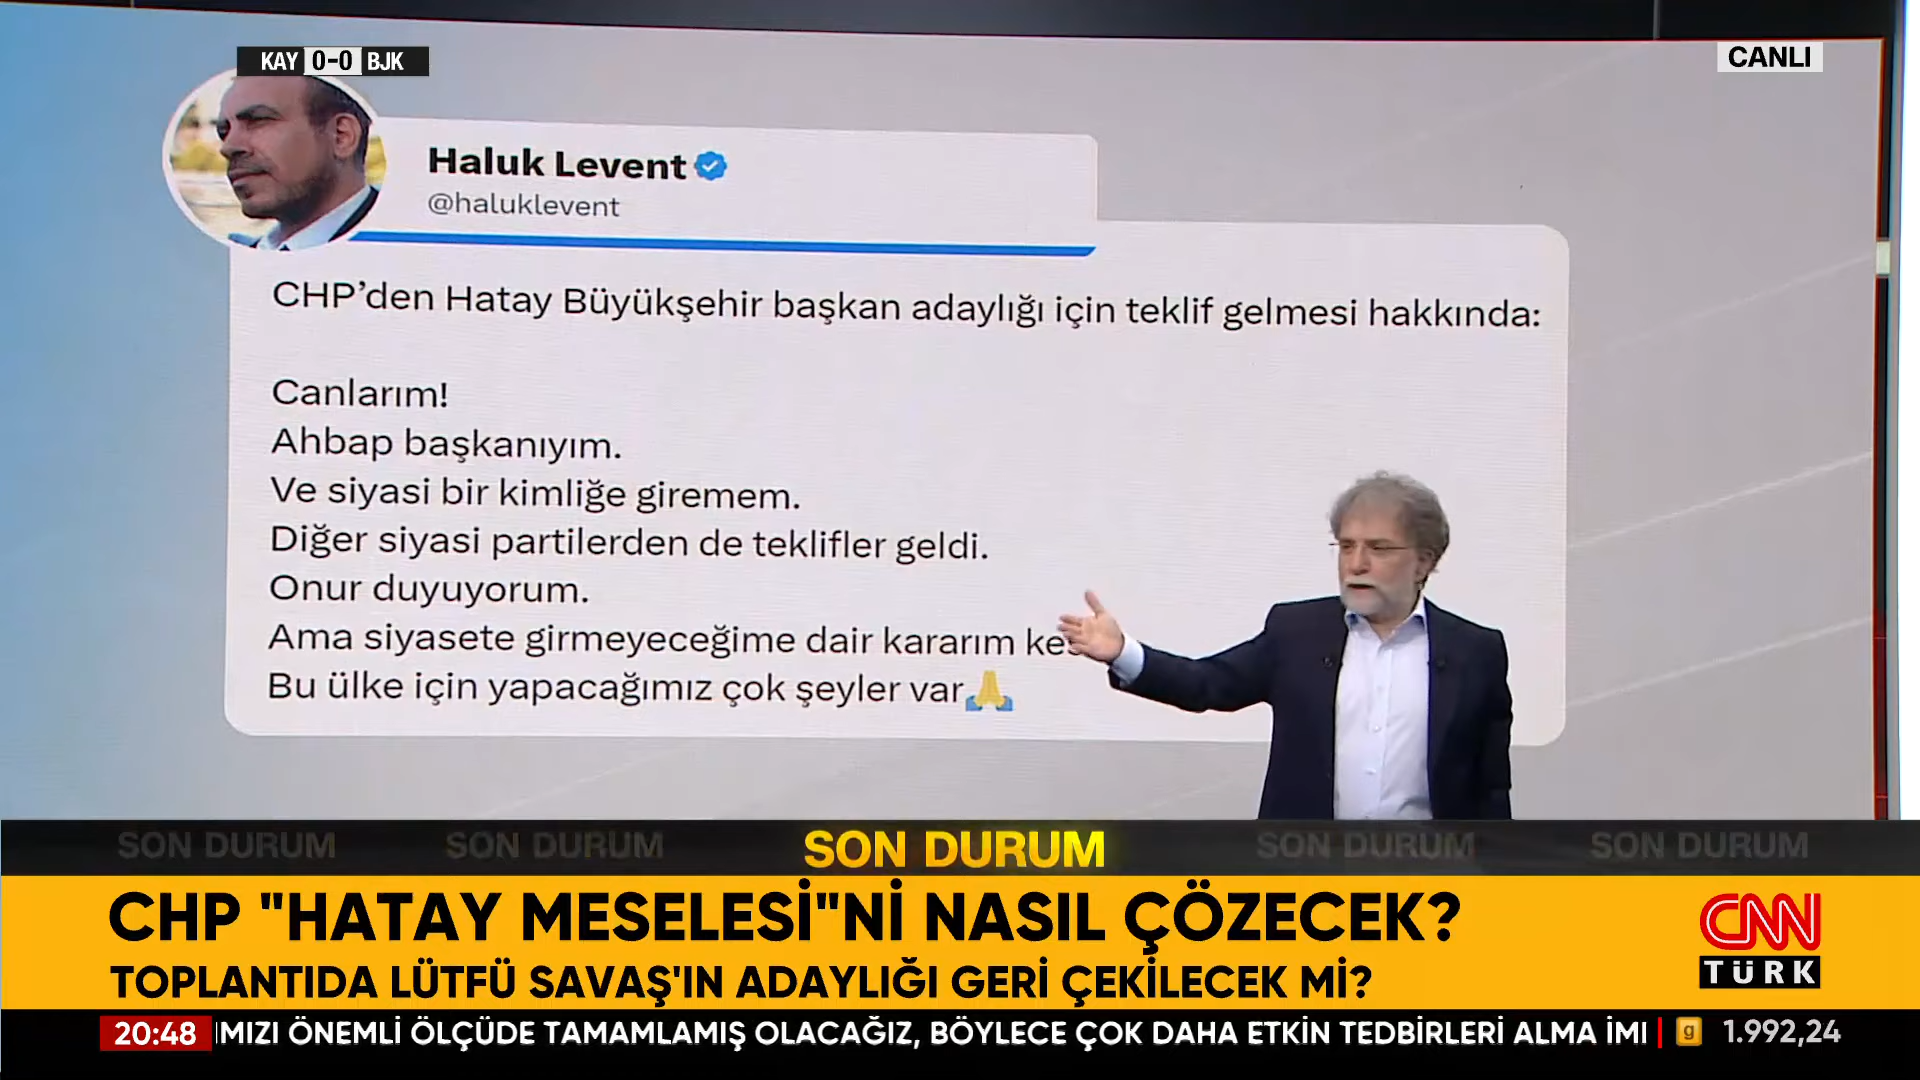 KAY 0-0 BJK
CANLI
Haluk Levent
@haluklevent
CHP'den Hatay Büyükşehir başkan adaylığı için teklif gelmesi hakkında:
Canlarım!
Ahbap başkanıyım.
Ve siyasi bir kimliğe giremem.
Diğer siyasi partilerden de teklifler geldi.
Onur duyuyorum.
Ama siyasete girmeyeceğime dair kararım
Bu ülke için yapacağımız çok şeyler var🙏
SON DURUM SON DURUM SON DURUM SON DURUM SON DURUM
CHP "HATAY MESELESİ"Nİ NASIL ÇÖZECEK?
TOPLANTIDA LÜTFÜ SAVAŞ'IN ADAYLIĞI GERİ ÇEKİLECEK Mİ?
CNN
TÜRK
20:48 IMIZI ÖNEMLİ ÖLÇÜDE TAMAMLAMIŞ OLACAĞIZ, BÖYLECE ÇOK DAHA ETKİN TEDBİRLERİ ALMA İMI g 1.992,24